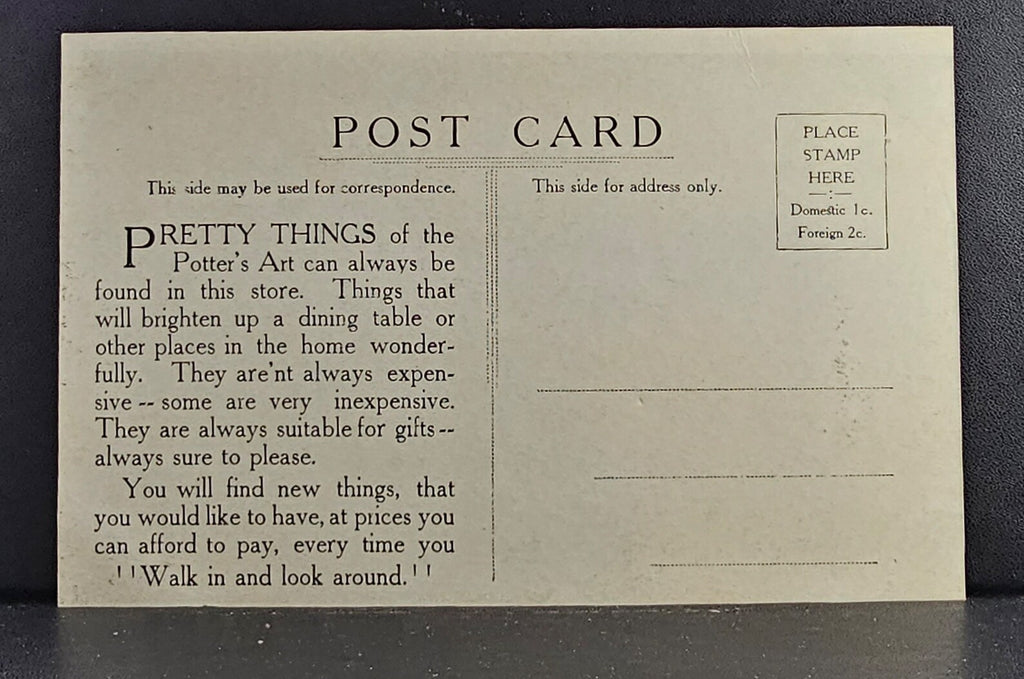 POST CARD
This side may be used for correspondence.
PRETTY THINGS of the
Potter's Art can always be
found in this store. Things that
will brighten up a dining table or
other places in the home wonder-
fully. They are'nt always expen-
sive -- some are very inexpensive.
They are always suitable for gifts --
always sure to please.
You will find new things, that
you would like to have, at prices you
can afford to pay, every time you
''Walk in and look around.''
This side for address only.
PLACE
STAMP
HERE
Domestic 1c.
Foreign 2c.